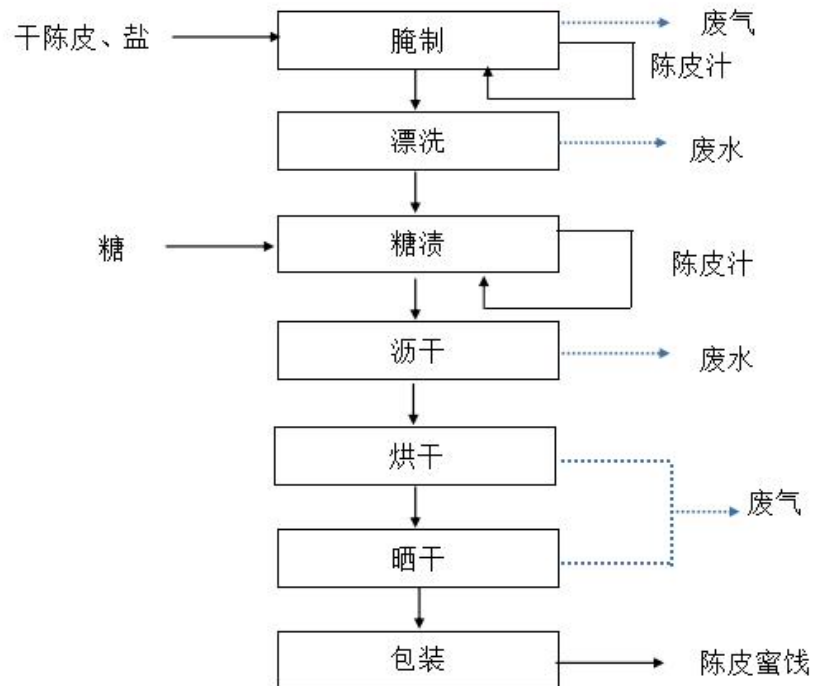 废气
干陈皮、盐
腌制
陈皮汁
漂洗
废水
糖
糖渍
陈皮汁
沥干
废水
烘干
废气
晒干
包装
陈皮蜜饯